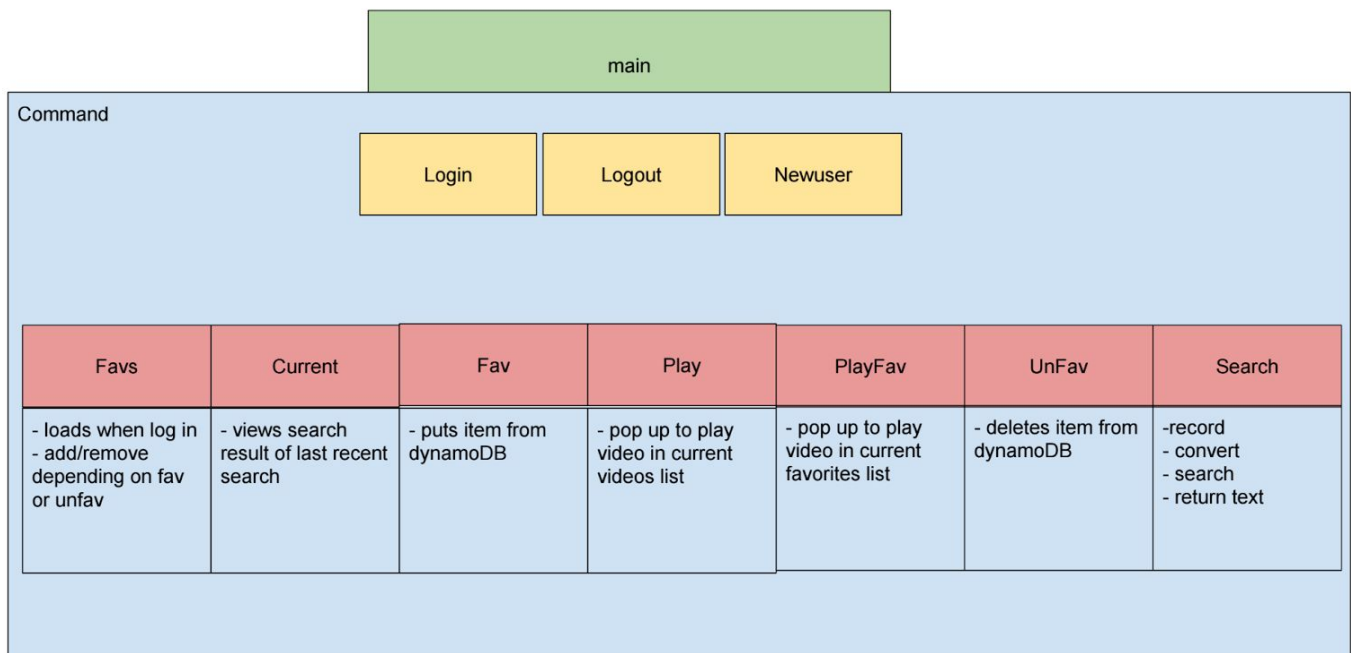 main
Command
Login
Logout
Newuser
Favs
Current
Fav
Play
PlayFav
UnFav
Search
- loads when log in
- add/remove
depending on fav
or unfav
- views search
result of last recent
search
- puts item from
dynamoDB
- pop up to play
video in current
videos list
- pop up to play
video in current
favorites list
- deletes item from
dynamoDB
-record
- convert
- search
- return text